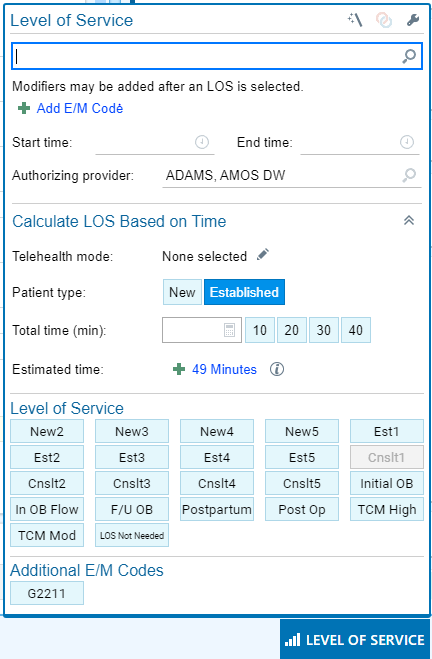 Level of Service
Modifiers may be added after an LOS is selected.
Add E/M Code
Start time: End time:
Authorizing provider: ADAMS, AMOS DW
Calculate LOS Based on Time
Telehealth mode: None selected
Patient type: New Established
Total time (min): 10 20 30 40
Estimated time: 49 Minutes
Level of Service
New2 New3 New4 New5 Est1
Est2 Est3 Est4 Est5 Cnslt1
Cnslt2 Cnslt3 Cnslt4 Cnslt5 Initial OB
In OB Flow F/U OB Postpartum Post Op TCM High
TCM Mod LOS Not Needed
Additional E/M Codes
G2211
LEVEL OF SERVICE